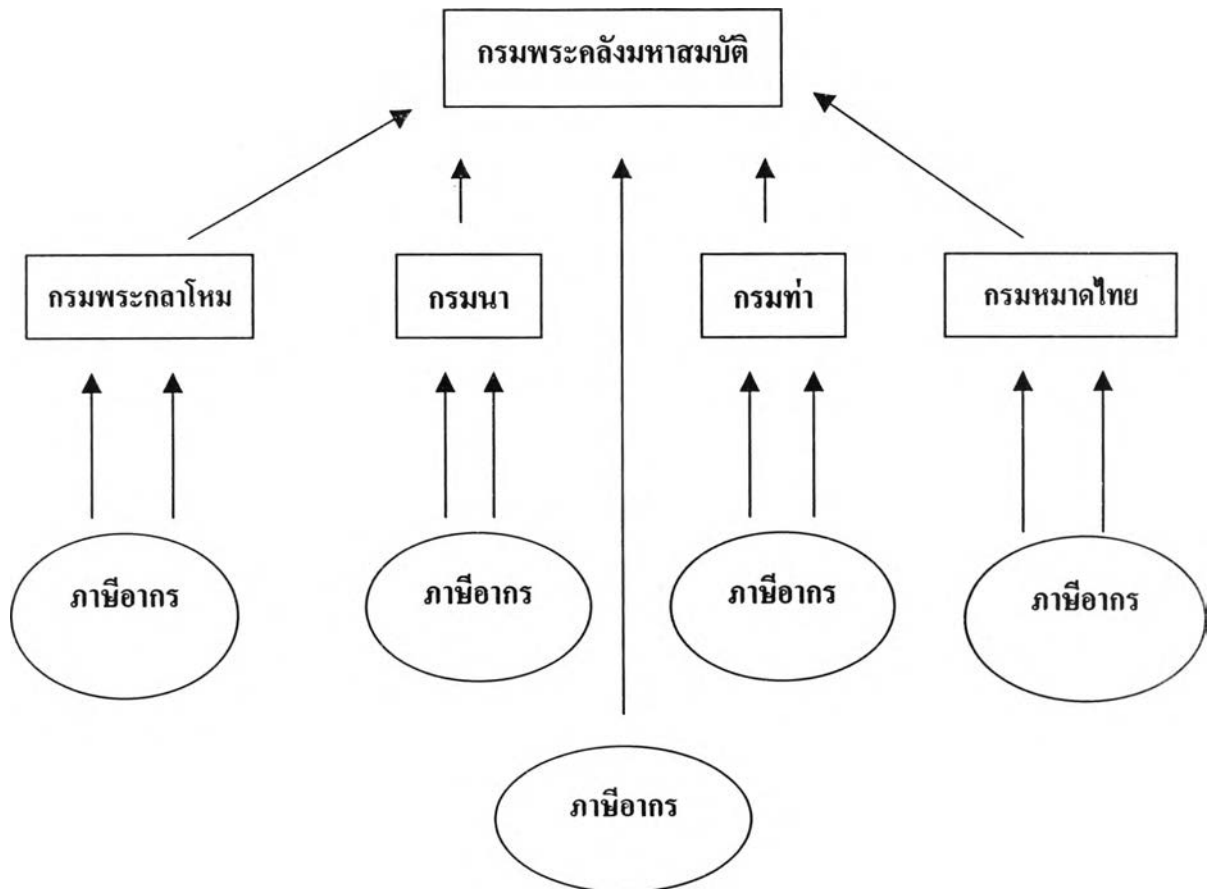 กรมพระคลังมหาสมบัติ
กรมพระกลาโหม
กรมนา
กรมท่า
กรมหมาดไทย
ภาษีอากร
ภาษีอากร
ภาษีอากร
ภาษีอากร
ภาษีอากร